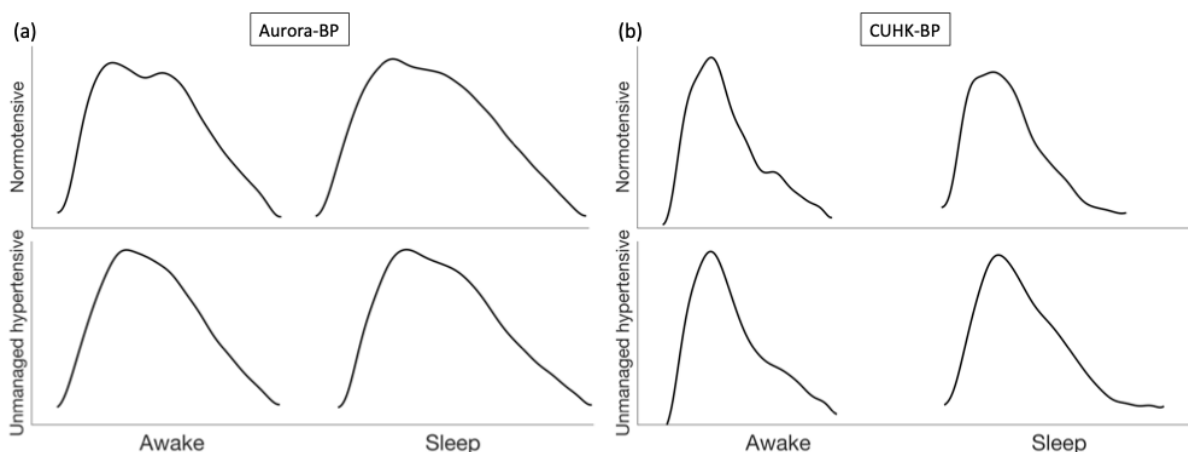 (a)
Aurora-BP
(b)
CUHK-BP
Normotensive
Normotensive
Unmanaged hypertensive
Unmanaged hypertensive
Awake
Sleep
Awake
Sleep